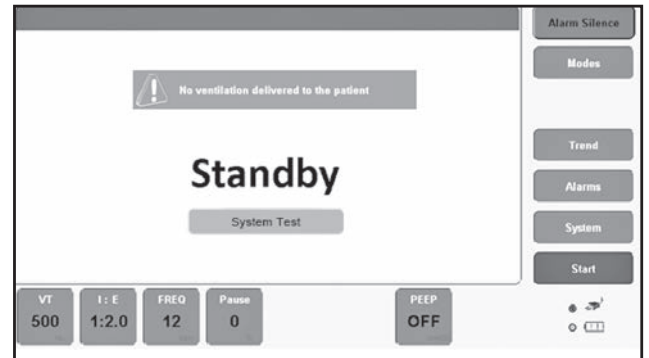 Alarm Silence
Modes
No ventilation delivered to the patient
Standby
System Test
Trend
Alarms
System
Start
VT
500
I : E
1:2.0
FREQ
12
Pause
0
PEEP
OFF